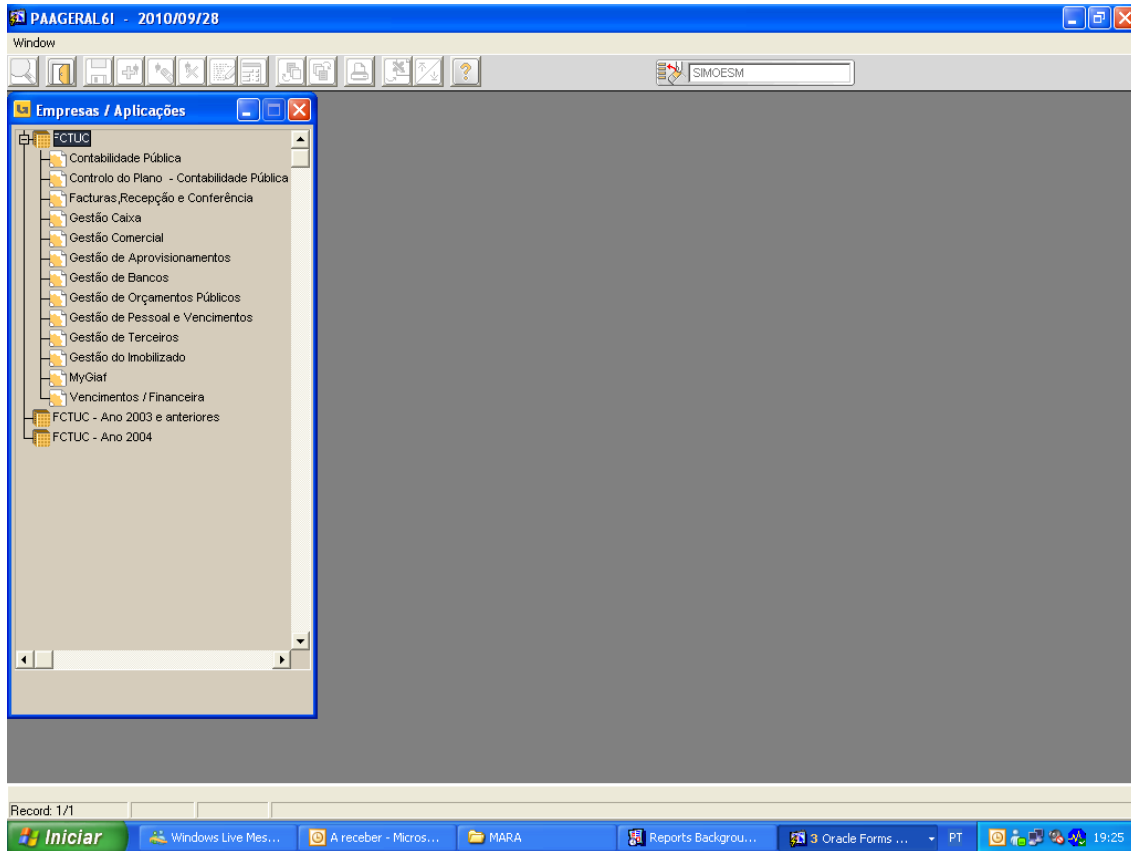 PAAGERAL6I - 2010/09/28
Window
SIMOESM
Empresas / Aplicações
FCTUC
Contabilidade Pública
Controlo do Plano - Contabilidade Pública
Facturas,Recepção e Conferência
Gestão Caixa
Gestão Comercial
Gestão de Aprovisionamentos
Gestão de Bancos
Gestão de Orçamentos Públicos
Gestão de Pessoal e Vencimentos
Gestão de Terceiros
Gestão do Imobilizado
MyGiaf
Vencimentos / Financeira
FCTUC - Ano 2003 e anteriores
FCTUC - Ano 2004
Record: 1/1
Iniciar
Windows Live Mes...
A receber - Micros...
MARA
Reports Backgrou...
3 Oracle Forms ...
PT
19:25